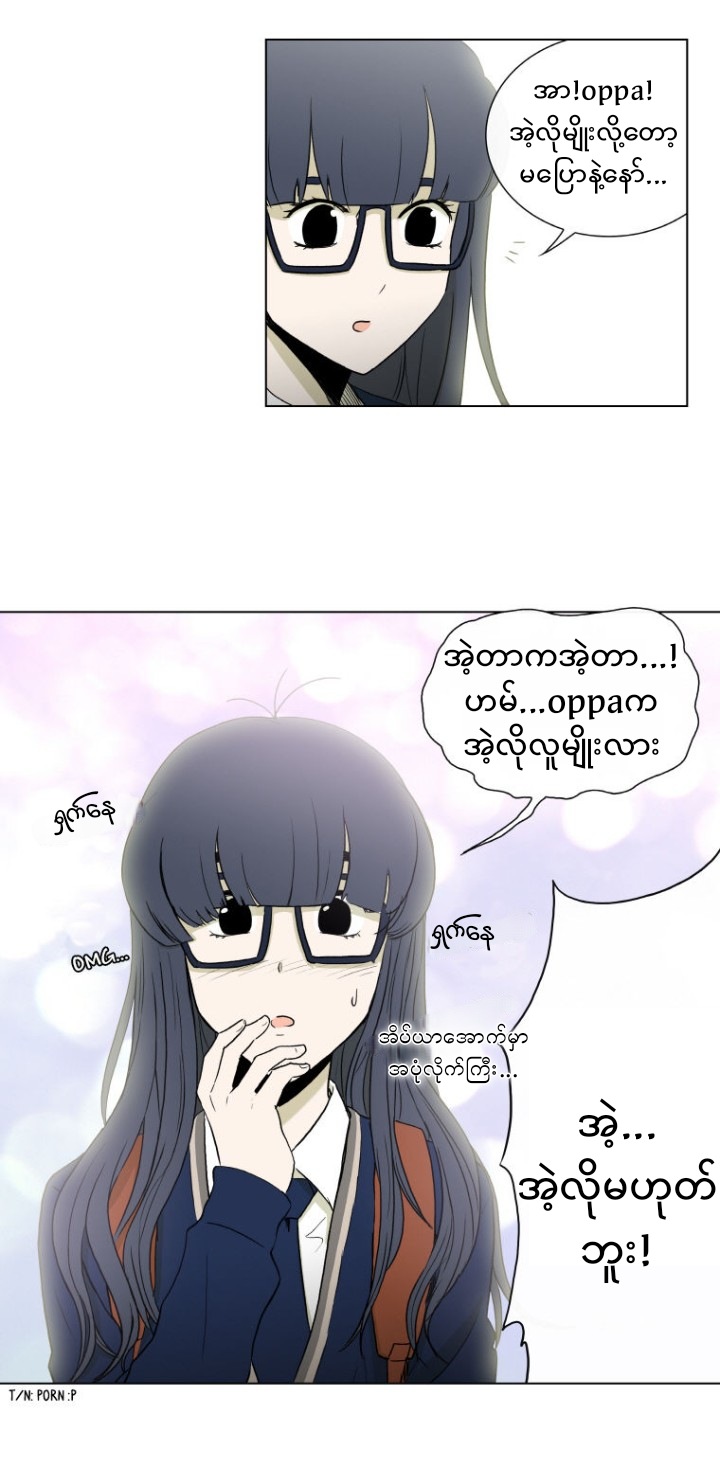 အာ!oppa!
အဲ့လိုမျိုးလို့တော့
မပြောနဲ့နော်...
အဲ့တာကအဲ့တာ...!
ဟမ်...oppaက
အဲ့လိုလူမျိုးလား
ရှက်နေ
ရှက်နေ
OMG...
အိပ်ယာအောက်မှာ
အပုံလိုက်ကြီး...
အဲ့...
အဲ့လိုမဟုတ်
ဘူး!
T/N: PORN :P